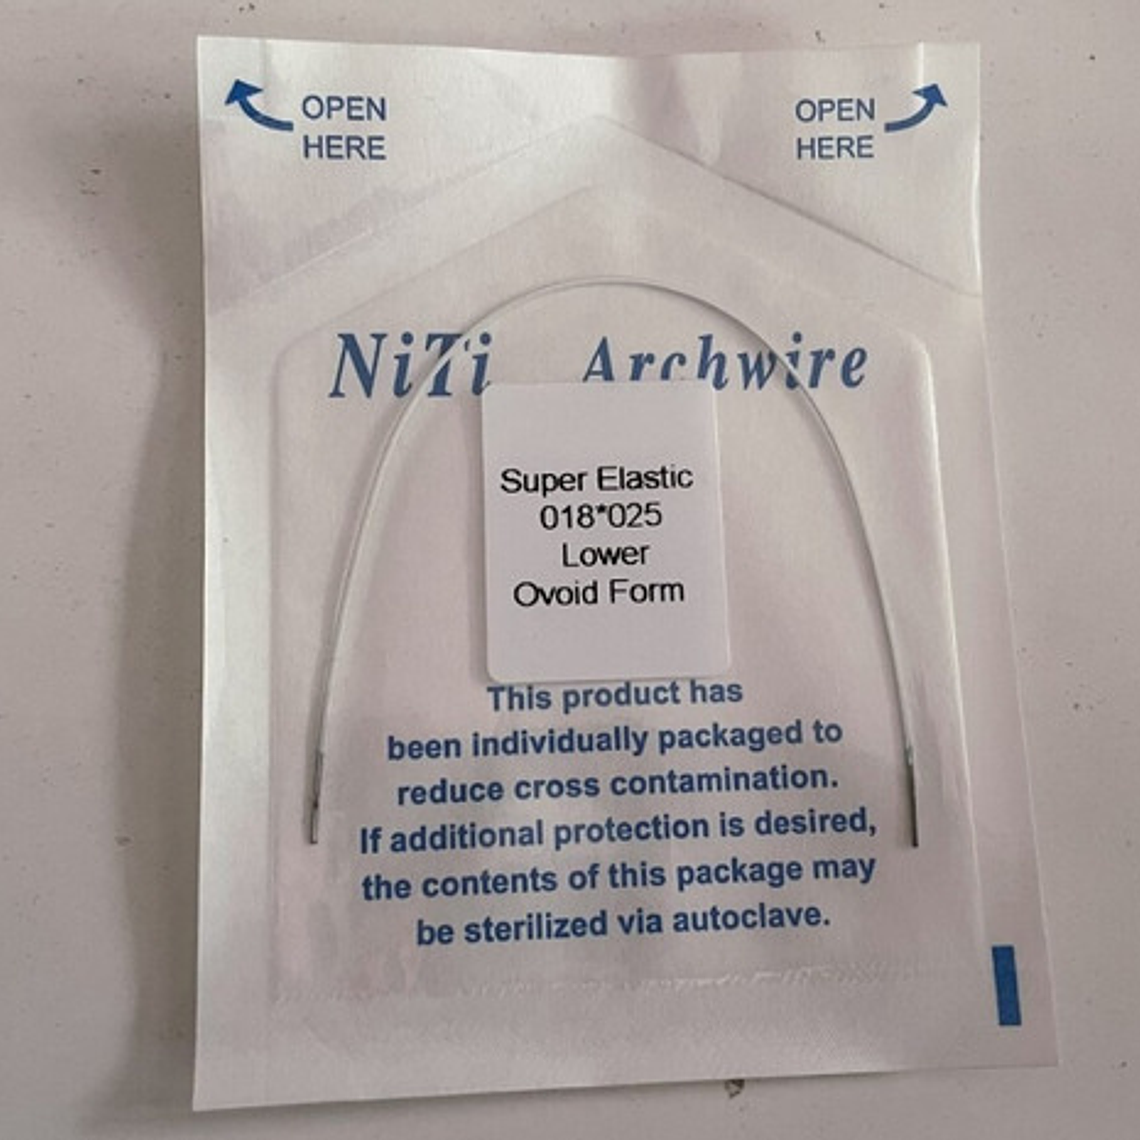 OPEN HERE
OPEN HERE
NiTi Archwire
Super Elastic
018*025
Lower
Ovoid Form
This product has
been individually packaged to
reduce cross contamination.
If additional protection is desired,
the contents of this package may
be sterilized via autoclave.